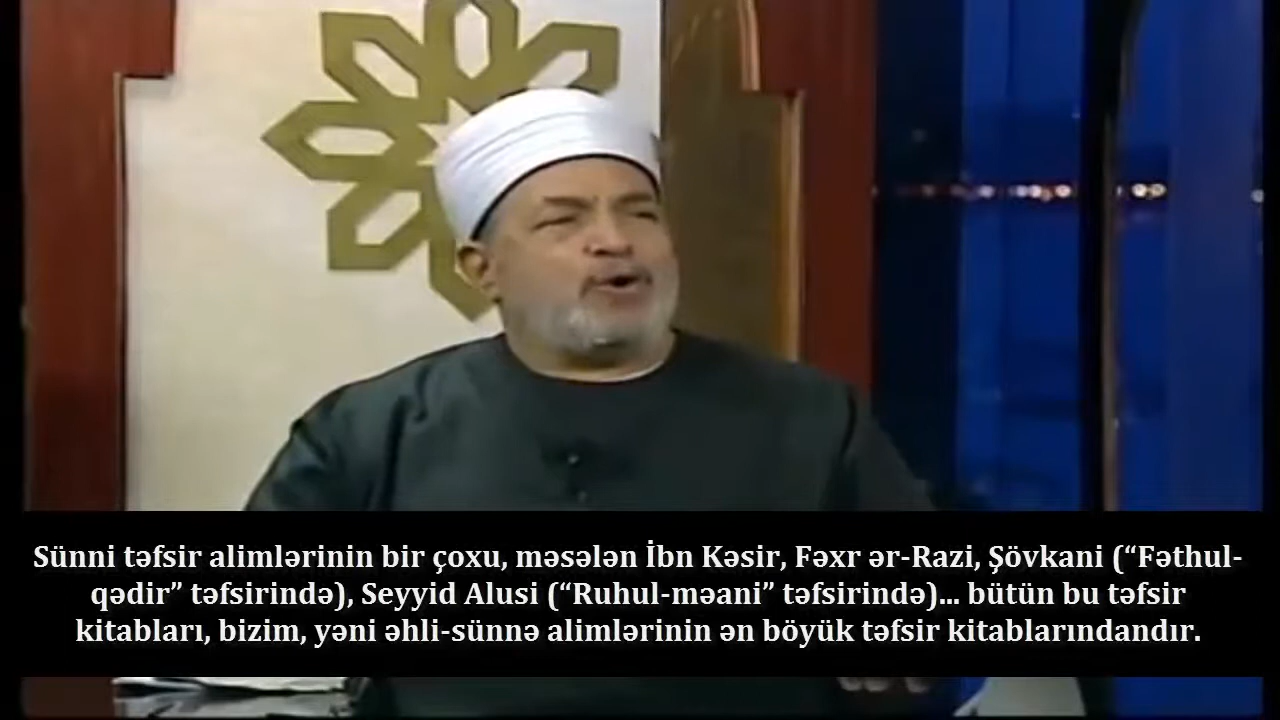 Sünni təfsir alimlərinin bir çoxu, məsələn İbn Kəsir, Fəxr ər-Razi, Şövkani (“Fəthul-
qədir” təfsirində), Seyyid Alusi (“Ruhul-məani” təfsirində)... bütün bu təfsir
kitabları, bizim, yəni əhli-sünnə alimlərinin ən böyük təfsir kitablarındandır.